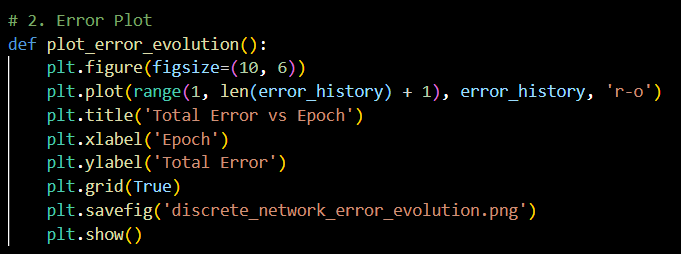 # 2. Error Plot
def plot_error_evolution():
    plt.figure(figsize=(10, 6))
    plt.plot(range(1, len(error_history) + 1), error_history, 'r-o')
    plt.title('Total Error vs Epoch')
    plt.xlabel('Epoch')
    plt.ylabel('Total Error')
    plt.grid(True)
    plt.savefig('discrete_network_error_evolution.png')
    plt.show()